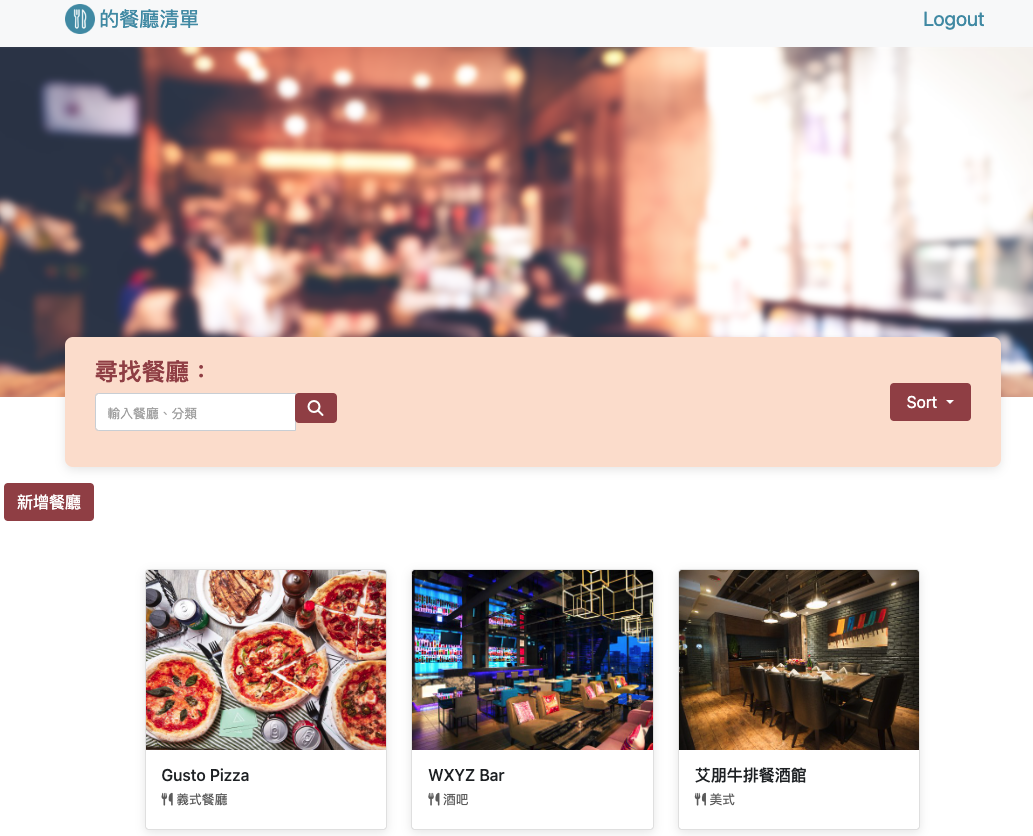 的餐廳清單
Logout
尋找餐廳：
輸入餐廳、分類
Sort
新增餐廳
Gusto Pizza
義式餐廳
WXYZ Bar
酒吧
艾朋牛排餐酒館
美式